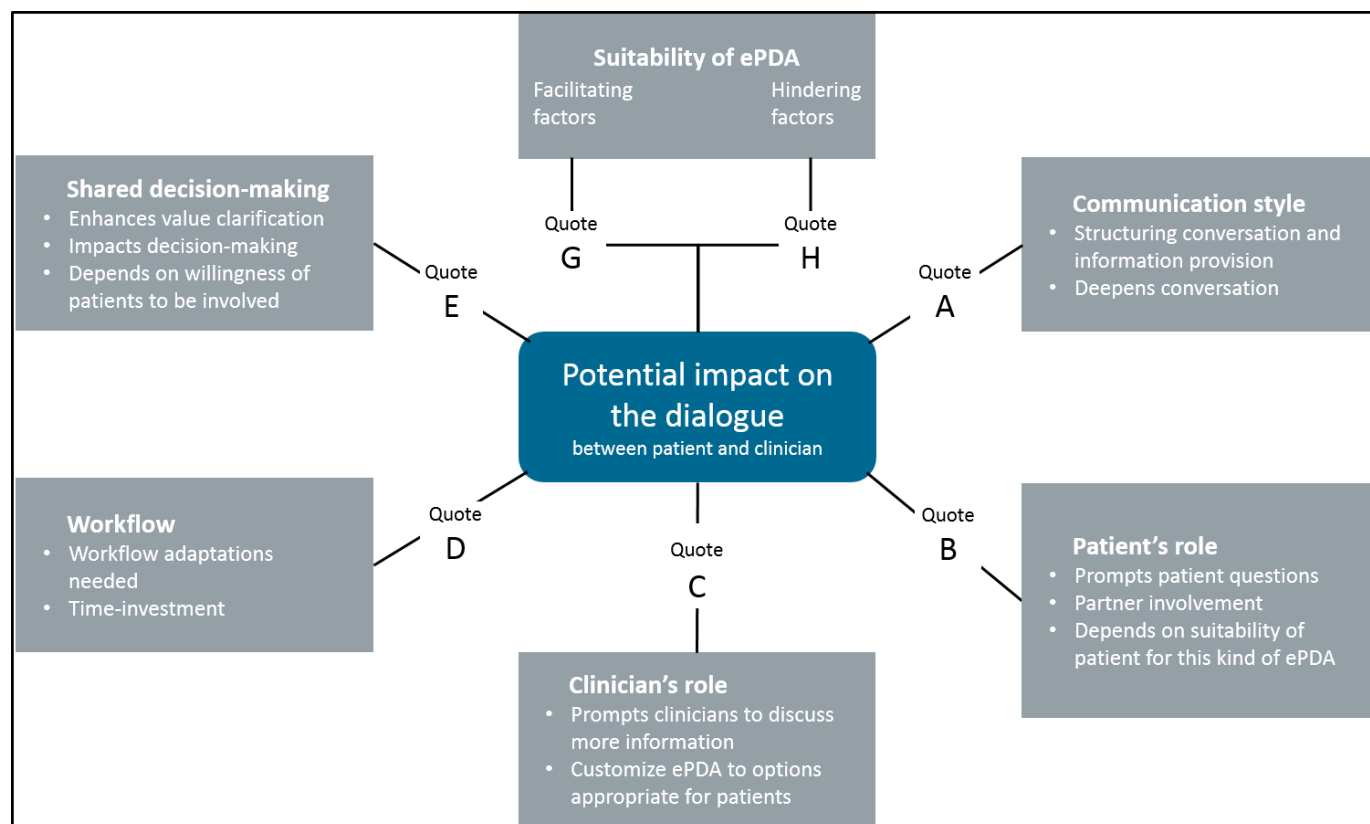 Suitability of ePDA
Facilitating
factors
Hindering
factors
Quote
G
Quote
H
Shared decision-making
• Enhances value clarification
• Impacts decision-making
• Depends on willingness of
patients to be involved
Quote
E
Communication style
• Structuring conversation and
information provision
• Deepens conversation
Quote
A
Potential impact on
the dialogue
between patient and clinician
Workflow
• Workflow adaptations
needed
• Time-investment
Quote
D
Quote
C
Quote
B
Patient’s role
• Prompts patient questions
• Partner involvement
• Depends on suitability of
patient for this kind of ePDA
Clinician’s role
• Prompts clinicians to discuss
more information
• Customize ePDA to options
appropriate for patients